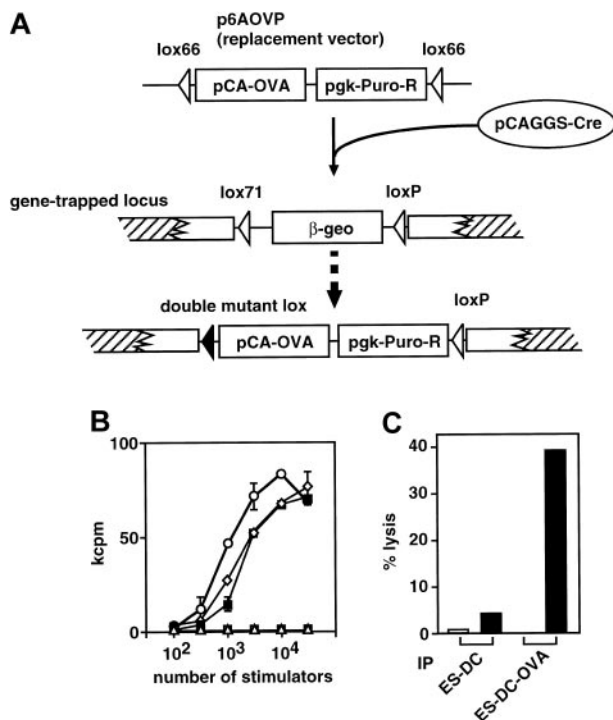 A
p6AOVP
(replacement vector)
lox66
lox66
pCA-OVA
pgk-Puro-R
pCAGGS-Cre
lox71
loxP
gene-trapped locus
β-geo
double mutant lox
loxP
pCA-OVA
pgk-Puro-R
B
100
50
0
kcpm
10²
10³
10⁴
number of stimulators
C
40
30
20
10
0
% lysis
IP
ES-DC
ES-DC-OVA